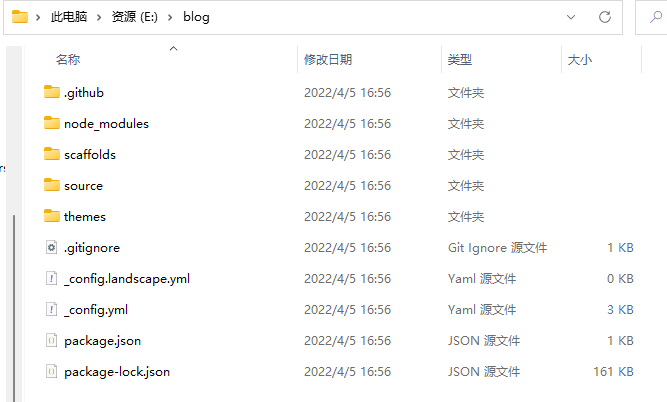 此电脑 资源 (E:) blog
名称 修改日期 类型 大小
.github 2022/4/5 16:56 文件夹
node_modules 2022/4/5 16:56 文件夹
scaffolds 2022/4/5 16:56 文件夹
source 2022/4/5 16:56 文件夹
themes 2022/4/5 16:56 文件夹
.gitignore 2022/4/5 16:56 Git Ignore 源文件 1 KB
_config.landscape.yml 2022/4/5 16:56 Yaml 源文件 0 KB
_config.yml 2022/4/5 16:56 Yaml 源文件 3 KB
package.json 2022/4/5 16:56 JSON 源文件 1 KB
package-lock.json 2022/4/5 16:56 JSON 源文件 161 KB